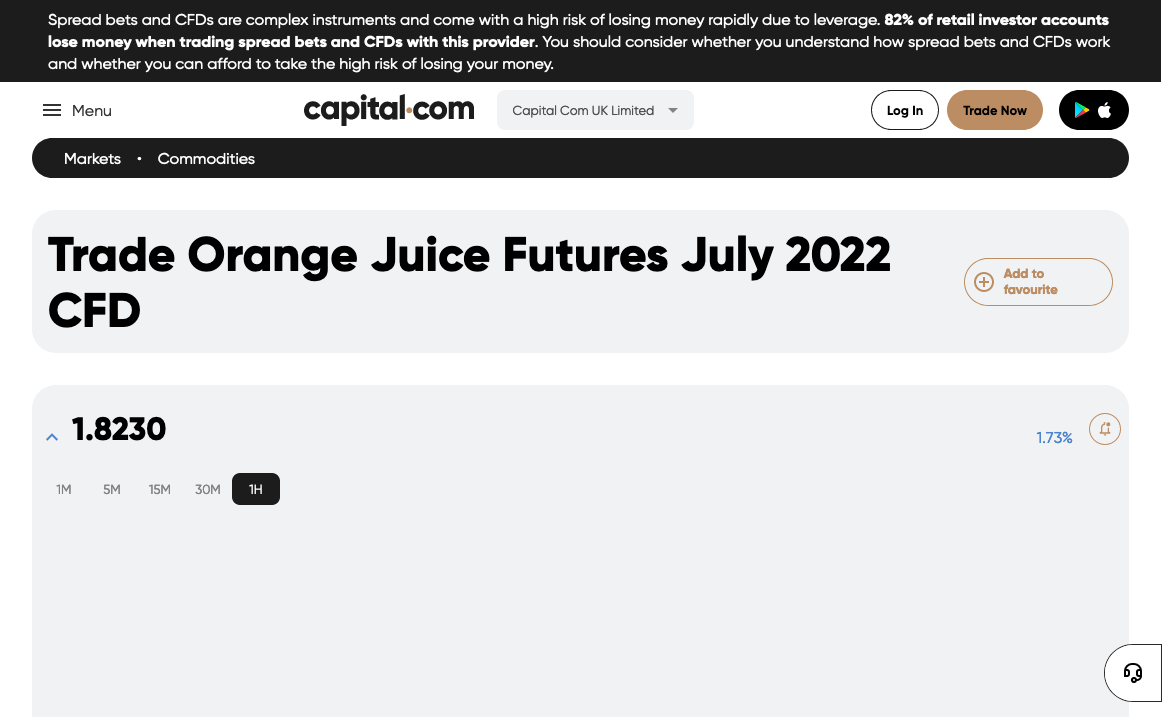 Spread bets and CFDs are complex instruments and come with a high risk of losing money rapidly due to leverage. 82% of retail investor accounts
lose money when trading spread bets and CFDs with this provider. You should consider whether you understand how spread bets and CFDs work
and whether you can afford to take the high risk of losing your money.
Menu
capital.com
Capital Com UK Limited
Log In
Trade Now
Markets • Commodities
Trade Orange Juice Futures July 2022
CFD
Add to
favourite
1.8230
1.73%
1M 5M 15M 30M 1H